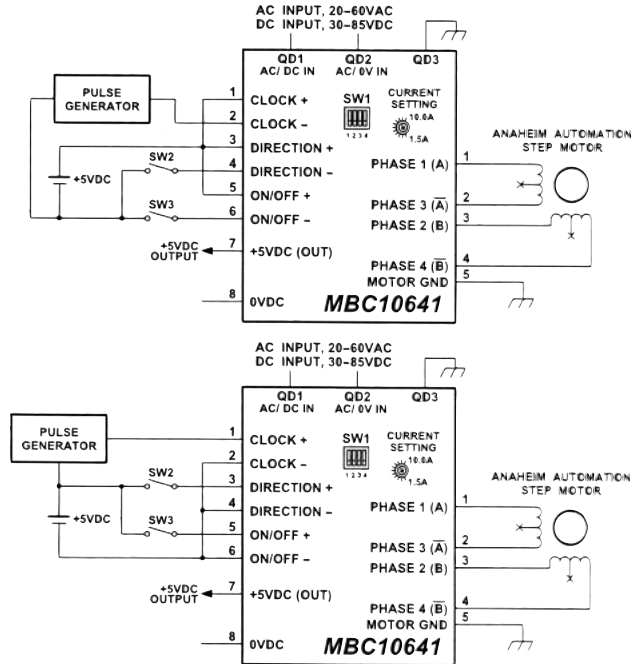 AC INPUT, 20-60VAC
DC INPUT, 30-85VDC
QD1 QD2 QD3
AC/ DC IN AC/ 0V IN
PULSE
GENERATOR
1 CLOCK +
2 CLOCK –
3 DIRECTION +
4 DIRECTION –
5 ON/OFF +
6 ON/OFF –
7 +5VDC (OUT)
8 0VDC
SW2
SW3
+5VDC
+5VDC
OUTPUT
SW1
1 2 3 4
CURRENT
SETTING
10.0A
1.5A
ANAHEIM AUTOMATION
STEP MOTOR
PHASE 1 (A) 1
PHASE 3 (A̅) 2
PHASE 2 (B) 3
PHASE 4 (B̅) 4
MOTOR GND 5
MBC10641
AC INPUT, 20-60VAC
DC INPUT, 30-85VDC
QD1 QD2 QD3
AC/ DC IN AC/ 0V IN
PULSE
GENERATOR
1 CLOCK +
2 CLOCK –
3 DIRECTION +
4 DIRECTION –
5 ON/OFF +
6 ON/OFF –
7 +5VDC (OUT)
8 0VDC
SW2
SW3
+5VDC
+5VDC
OUTPUT
SW1
1 2 3 4
CURRENT
SETTING
10.0A
1.5A
ANAHEIM AUTOMATION
STEP MOTOR
PHASE 1 (A) 1
PHASE 3 (A̅) 2
PHASE 2 (B) 3
PHASE 4 (B̅) 4
MOTOR GND 5
MBC10641